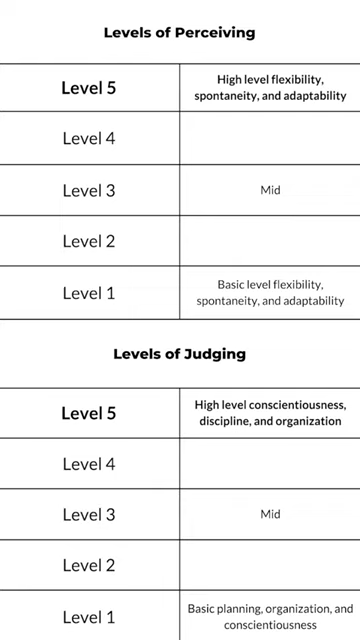 Levels of Perceiving
Level 5
High level flexibility,
spontaneity, and adaptability
Level 4
Level 3
Mid
Level 2
Level 1
Basic level flexibility,
spontaneity, and adaptability
Levels of Judging
Level 5
High level conscientiousness,
discipline, and organization
Level 4
Level 3
Mid
Level 2
Level 1
Basic planning, organization, and
conscientiousness